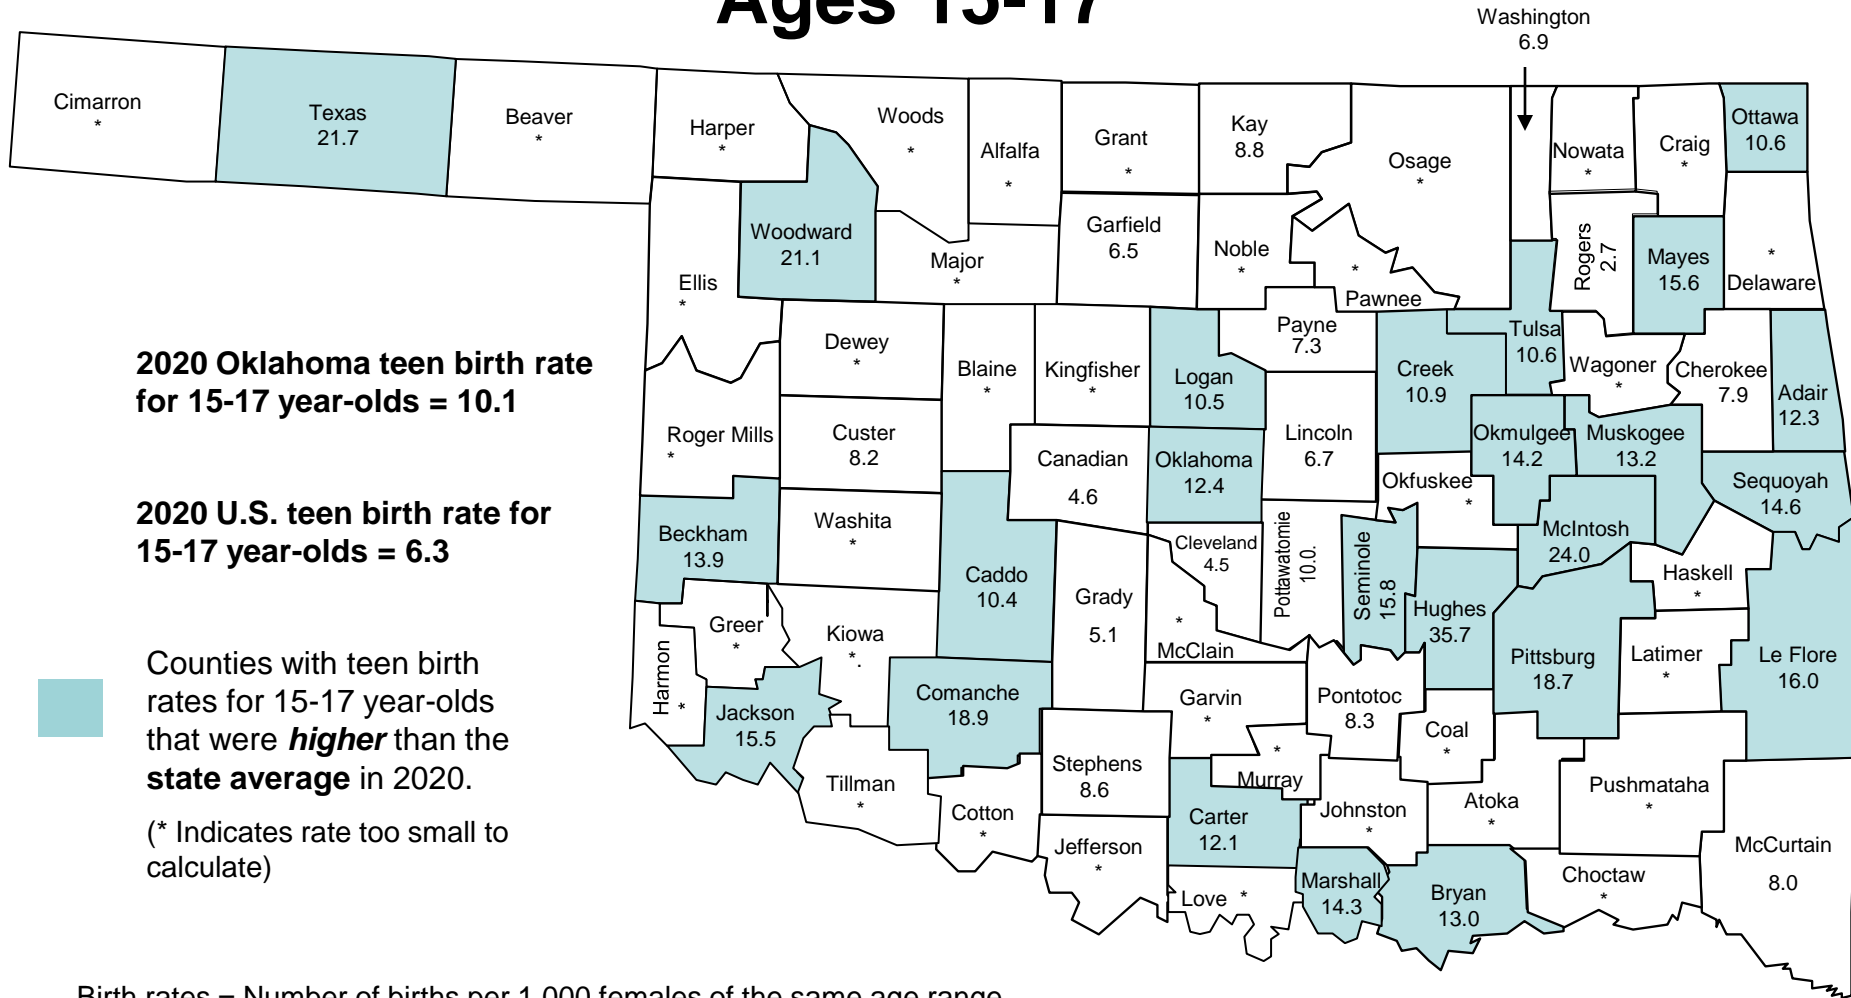 Ages 15-17
Washington
6.9
Cimarron
*
Texas
21.7
Beaver
*
Harper
*
Woods
*
Alfalfa
*
Grant
*
Kay
8.8
Osage
*
Nowata
*
Craig
*
Ottawa
10.6
Woodward
21.1
Ellis
*
Major
*
Garfield
6.5
Noble
*
*
Pawnee
Rogers
2.7
Mayes
15.6
*
Delaware
2020 Oklahoma teen birth rate
for 15-17 year-olds = 10.1
Dewey
*
Blaine
*
Kingfisher
*
Logan
10.5
Payne
7.3
Creek
10.9
Tulsa
10.6
Wagoner
*
Cherokee
7.9
Adair
12.3
Roger Mills
*
Custer
8.2
Canadian
4.6
Oklahoma
12.4
Lincoln
6.7
Okmulgee
14.2
Muskogee
13.2
Okfuskee
*
Sequoyah
14.6
2020 U.S. teen birth rate for
15-17 year-olds = 6.3
Beckham
13.9
Washita
*
Caddo
10.4
Grady
5.1
Cleveland
4.5
Pottawatomie
10.0.
Seminole
15.8
McIntosh
24.0
Haskell
*
Hughes
35.7
Greer
*
Kiowa
*.
*
McClain
Harmon
*
Jackson
15.5
Comanche
18.9
Garvin
*
Pontotoc
8.3
Pittsburg
18.7
Latimer
*
Le Flore
16.0
Counties with teen birth
rates for 15-17 year-olds
that were higher than the
state average in 2020.
(* Indicates rate too small to
calculate)
Coal
*
Tillman
*
Cotton
*
Stephens
8.6
*
Murray
Carter
12.1
Johnston
*
Atoka
*
Pushmataha
*
McCurtain
8.0
Jefferson
*
Love *
Marshall
14.3
Bryan
13.0
Choctaw
*
Birth rates = Number of births per 1,000 females of the same age range